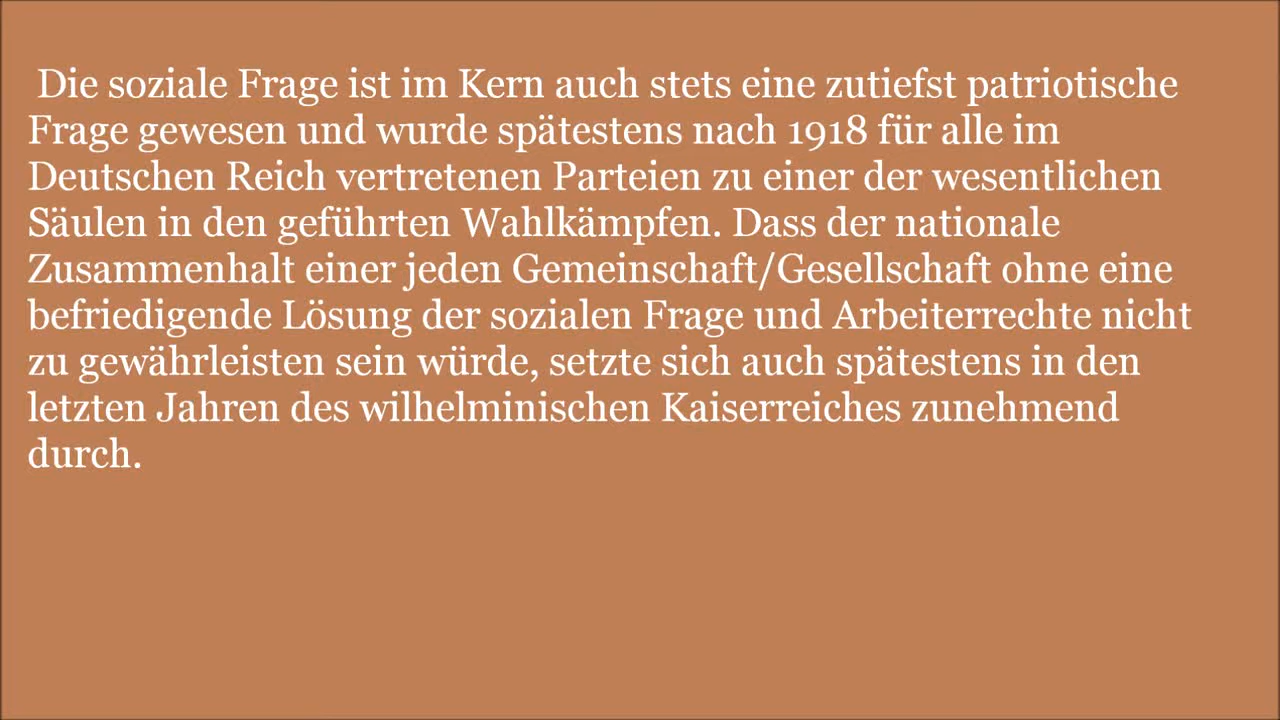 Die soziale Frage ist im Kern auch stets eine zutiefst patriotische
Frage gewesen und wurde spätestens nach 1918 für alle im
Deutschen Reich vertretenen Parteien zu einer der wesentlichen
Säulen in den geführten Wahlkämpfen. Dass der nationale
Zusammenhalt einer jeden Gemeinschaft/Gesellschaft ohne eine
befriedigende Lösung der sozialen Frage und Arbeiterrechte nicht
zu gewährleisten sein würde, setzte sich auch spätestens in den
letzten Jahren des wilhelminischen Kaiserreiches zunehmend
durch.